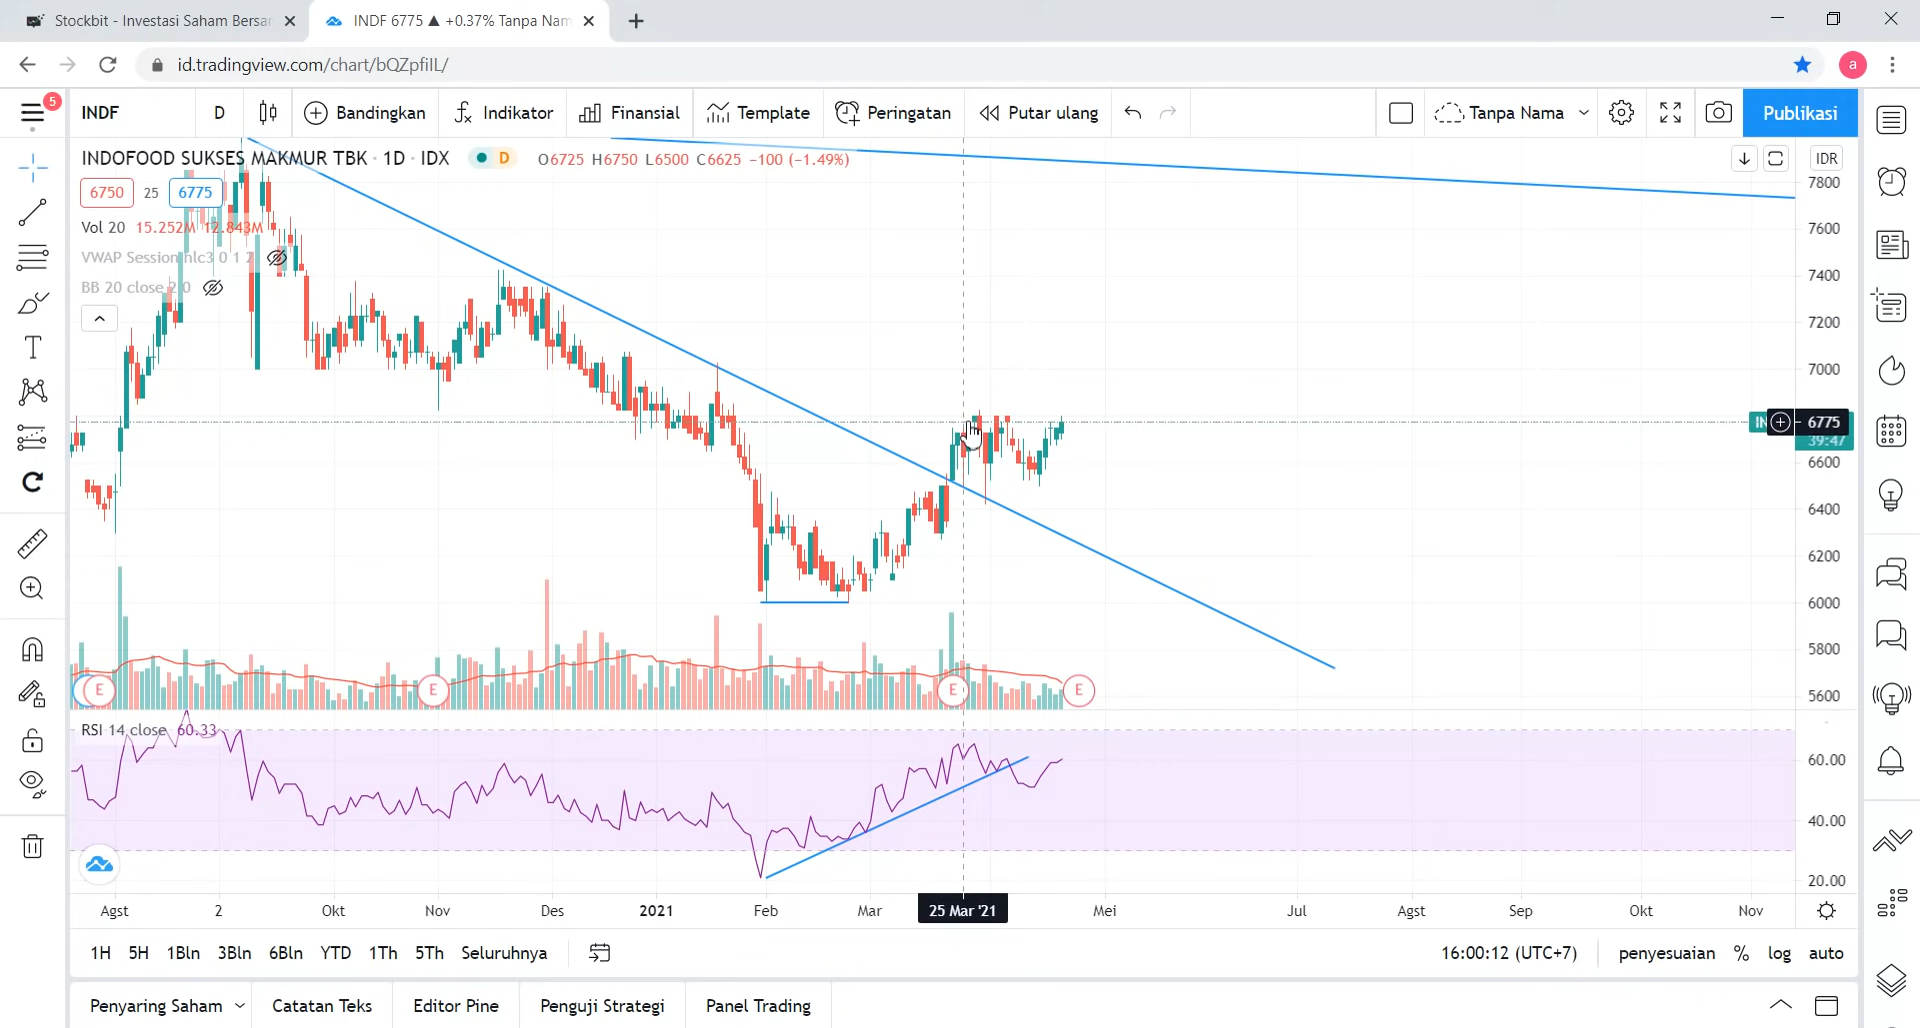 Stockbit - Investasi Saham Bersa
INDF 6775 ▲ +0.37% Tanpa Nam
id.tradingview.com/chart/bQZpfiIL/
a
5
INDF D Bandingkan Indikator Finansial Template Peringatan Putar ulang Tanpa Nama Publikasi
INDOFOOD SUKSES MAKMUR TBK · 1D · IDX D O6725 H6750 L6500 C6625 −100 (−1.49%) IDR
6750 25 6775
Vol 20 15.252M 12.843M
VWAP Session hlc3 0 1 2
BB 20 close 2 0
7800
7600
7400
7200
7000
IN 6775
39:47
6600
6400
6200
6000
5800
5600
E E E E
RSI 14 close 60.33
60.00
40.00
20.00
Agst 2 Okt Nov Des 2021 Feb Mar 25 Mar '21 Mei Jul Agst Sep Okt Nov
1H 5H 1Bln 3Bln 6Bln YTD 1Th 5Th Seluruhnya 16:00:12 (UTC+7) penyesuaian % log auto
Penyaring Saham Catatan Teks Editor Pine Penguji Strategi Panel Trading